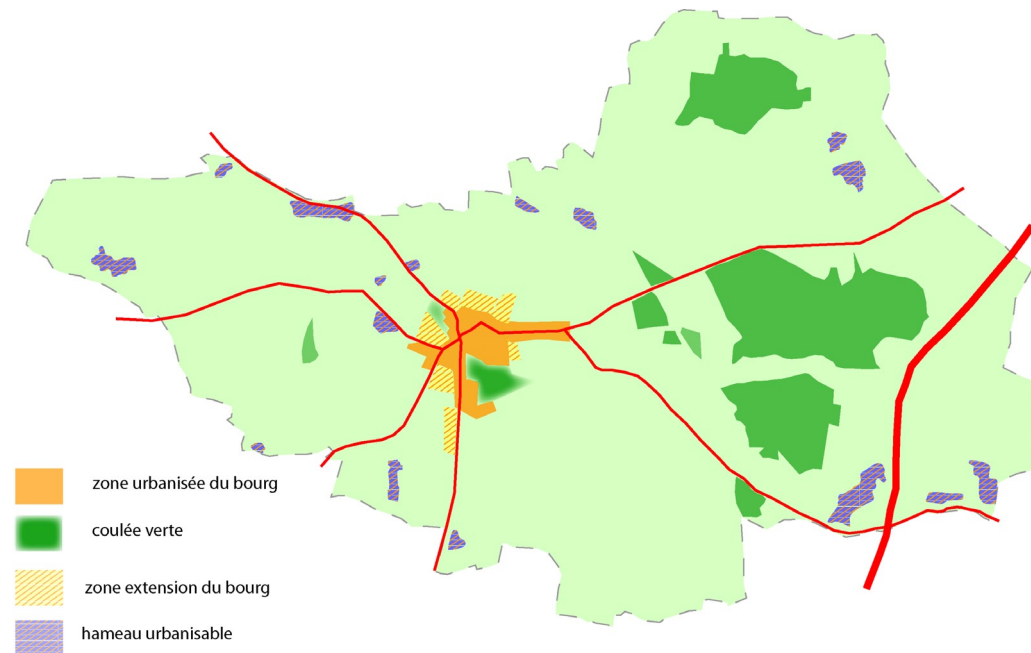 zone urbanisée du bourg
coulée verte
zone extension du bourg
hameau urbanisable